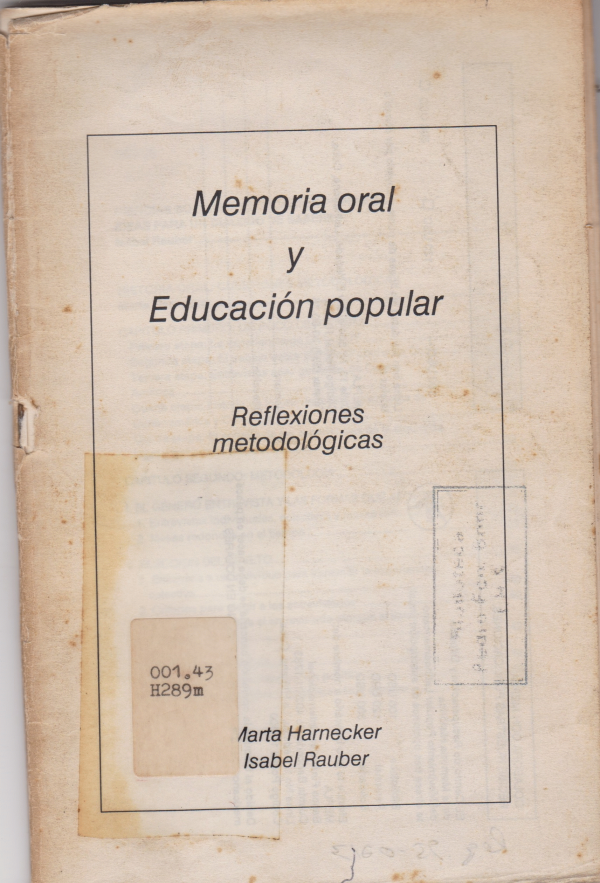 Memoria oral
y
Educación popular
Reflexiones
metodológicas
001.43
H289m
Marta Harnecker
Isabel Rauber